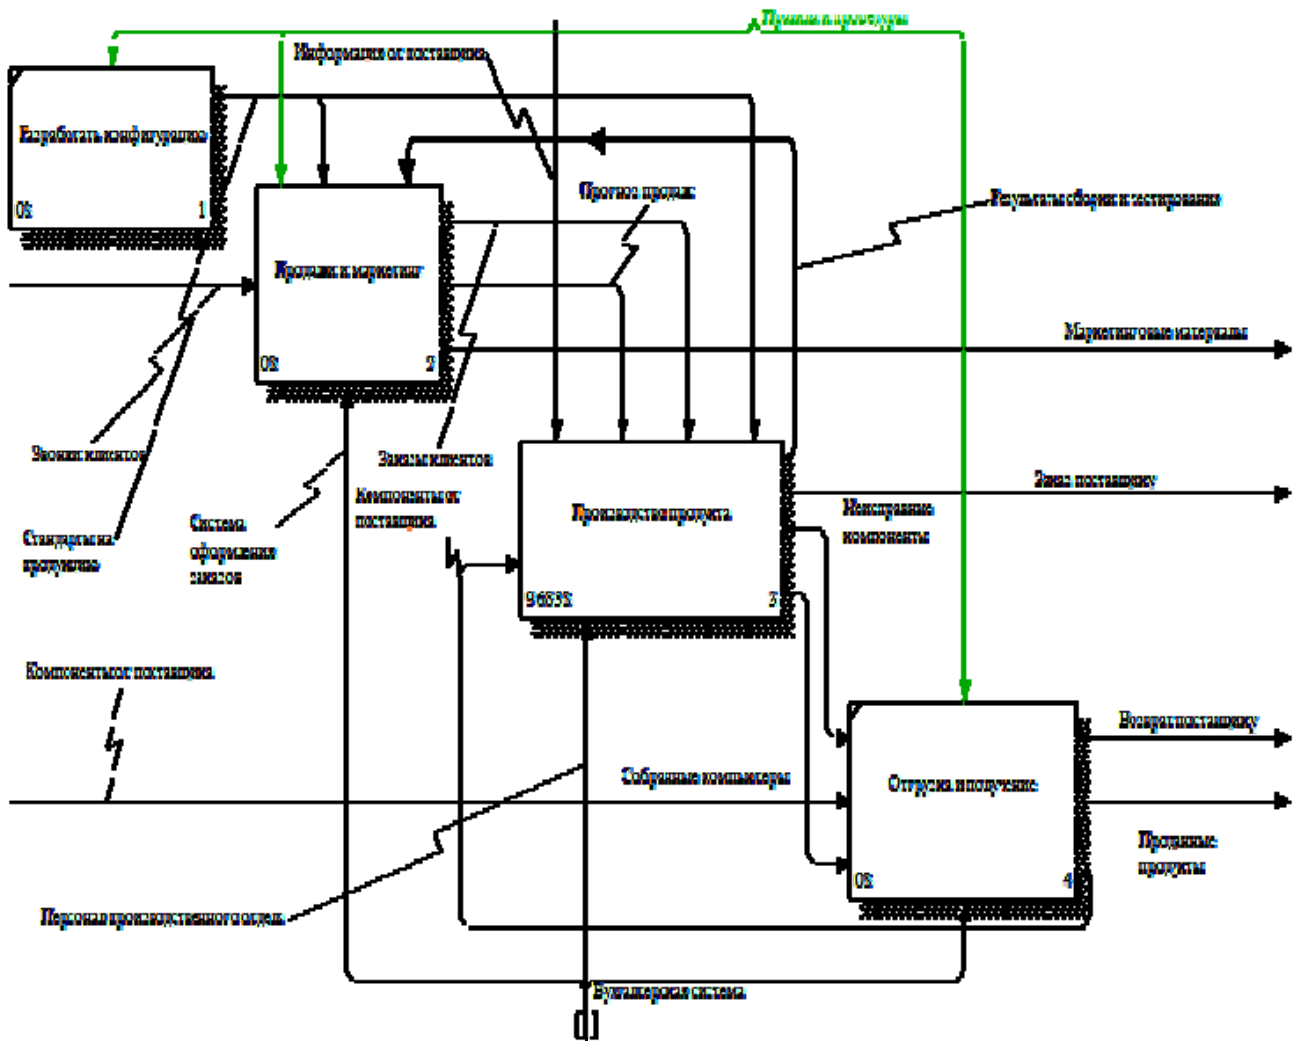 Правила и процедуры
Информация от поставщика
Разработать конфигурацию
0%
1
Прогноз продаж
Результаты сборки и тестирования
Продажи и маркетинг
0%
2
Маркетинговые материалы
Звонки клиентов
Заказы клиентов
Заказ поставщику
Компоненты от
поставщика
Производство продукта
Неисправные
компоненты
Система
оформления
заказов
Стандарты на
продукцию
3
Компоненты от поставщика
Возврат поставщику
Собранные компьютеры
Отгрузка и получение
Проданные
продукты
0%
4
Персонал производственного отдела
Бухгалтерская система